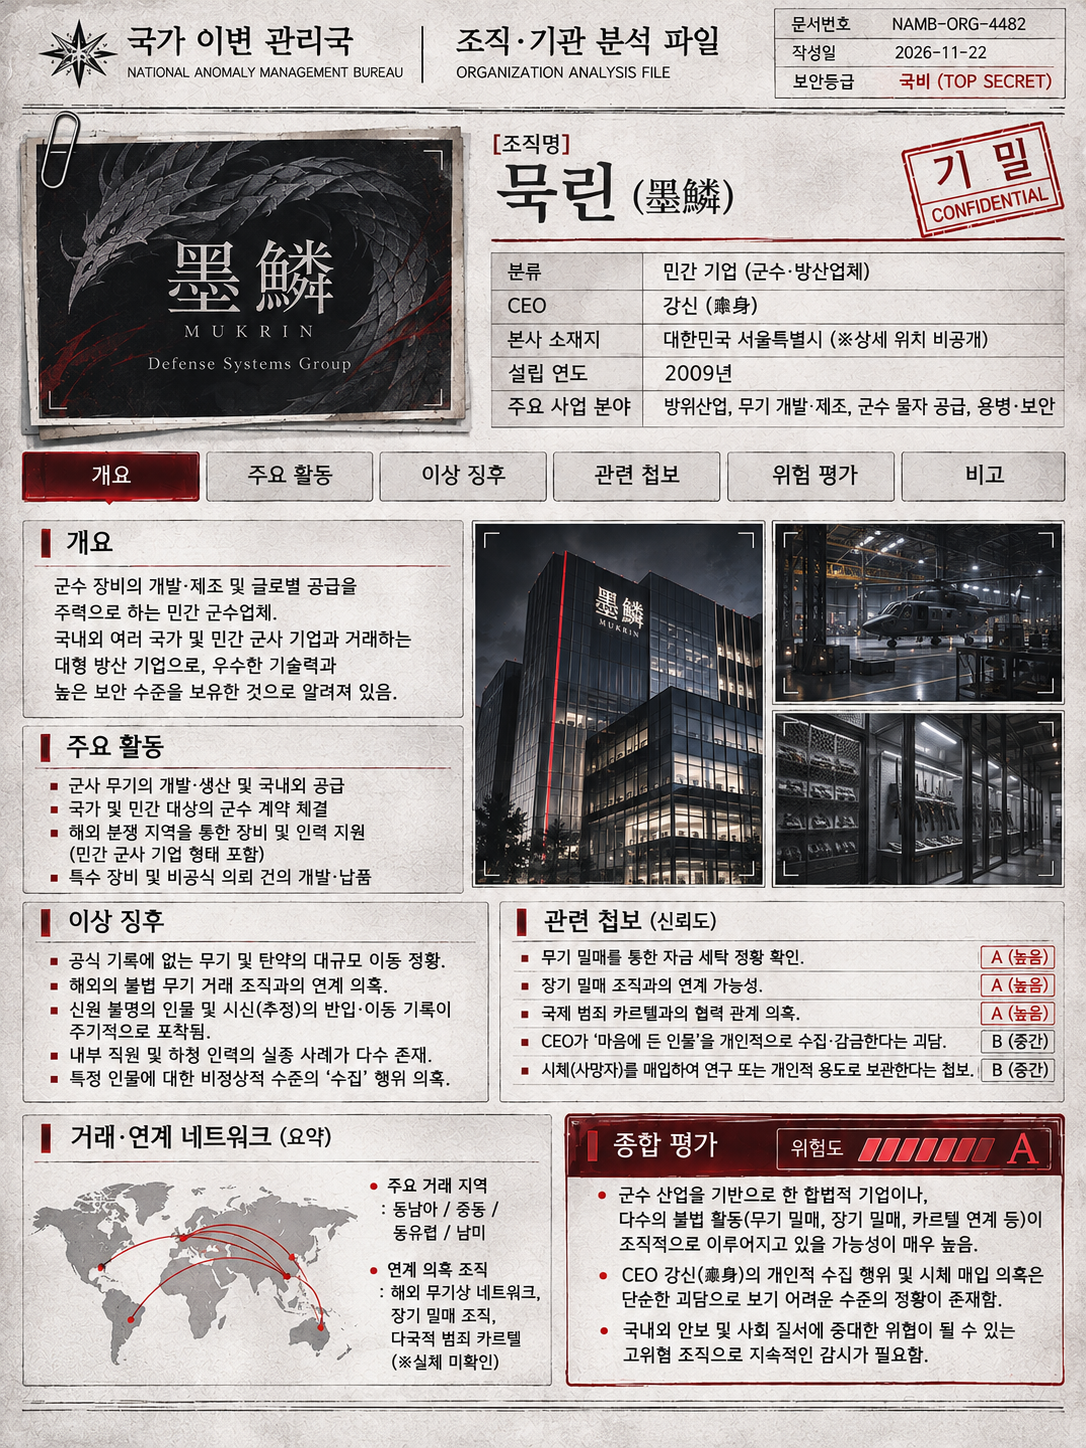 국가 이변 관리국
NATIONAL ANOMALY MANAGEMENT BUREAU
조직·기관 분석 파일
ORGANIZATION ANALYSIS FILE
문서번호 NAMB-ORG-4482
작성일 2026-11-22
보안등급 국비 (TOP SECRET)
墨鱗
MUKRIN
Defense Systems Group
[조직명]
묵린 (墨鱗)
기 밀
CONFIDENTIAL
분류 민간 기업 (군수·방산업체)
CEO 강신 (身)
본사 소재지 대한민국 서울특별시 (※상세 위치 비공개)
설립 연도 2009년
주요 사업 분야 방위산업, 무기 개발·제조, 군수 물자 공급, 용병·보안
개요 주요 활동 이상 징후 관련 첩보 위험 평가 비고
개요
군수 장비의 개발·제조 및 글로벌 공급을
주력으로 하는 민간 군수업체.
국내외 여러 국가 및 민간 군사 기업과 거래하는
대형 방산 기업으로, 우수한 기술력과
높은 보안 수준을 보유한 것으로 알려져 있음.
墨鱗
MUKRIN
주요 활동
▪ 군사 무기의 개발·생산 및 국내외 공급
▪ 국가 및 민간 대상의 군수 계약 체결
▪ 해외 분쟁 지역을 통한 장비 및 인력 지원
(민간 군사 기업 형태 포함)
▪ 특수 장비 및 비공식 의뢰 건의 개발·납품
이상 징후
▪ 공식 기록에 없는 무기 및 탄약의 대규모 이동 정황.
▪ 해외의 불법 무기 거래 조직과의 연계 의혹.
▪ 신원 불명의 인물 및 시신(추정)의 반입·이동 기록이
주기적으로 포착됨.
▪ 내부 직원 및 하청 인력의 실종 사례가 다수 존재.
▪ 특정 인물에 대한 비정상적 수준의 ‘수집’ 행위 의혹.
관련 첩보 (신뢰도)
▪ 무기 밀매를 통한 자급 세탁 정황 확인. A (높음)
▪ 장기 밀매 조직과의 연계 가능성. A (높음)
▪ 국제 범죄 카르텔과의 협력 관계 의혹. A (높음)
▪ CEO가 ‘마음에 든 인물’을 개인적으로 수집·감금한다는 괴담. B (중간)
▪ 시체(사망자)를 매입하여 연구 또는 개인적 용도로 보관한다는 첩보. B (중간)
거래·연계 네트워크 (요약)
• 주요 거래 지역
: 동남아 / 중동 /
동유럽 / 남미
• 연계 의혹 조직
: 해외 무기상 네트워크,
장기 밀매 조직,
다국적 범죄 카르텔
(※실체 미확인)
종합 평가 위험도 A
• 군수 산업을 기반으로 한 합법적 기업이나,
다수의 불법 활동(무기 밀매, 장기 밀매, 카르텔 연계 등)이
조직적으로 이루어지고 있을 가능성이 매우 높음.
• CEO 강신(身)의 개인적 수집 행위 및 시체 매입 의혹은
단순한 괴담으로 보기 어려운 수준의 정황이 존재함.
• 국내외 안보 및 사회 질서에 중대한 위협이 될 수 있는
고위협 조직으로 지속적인 감시가 필요함.